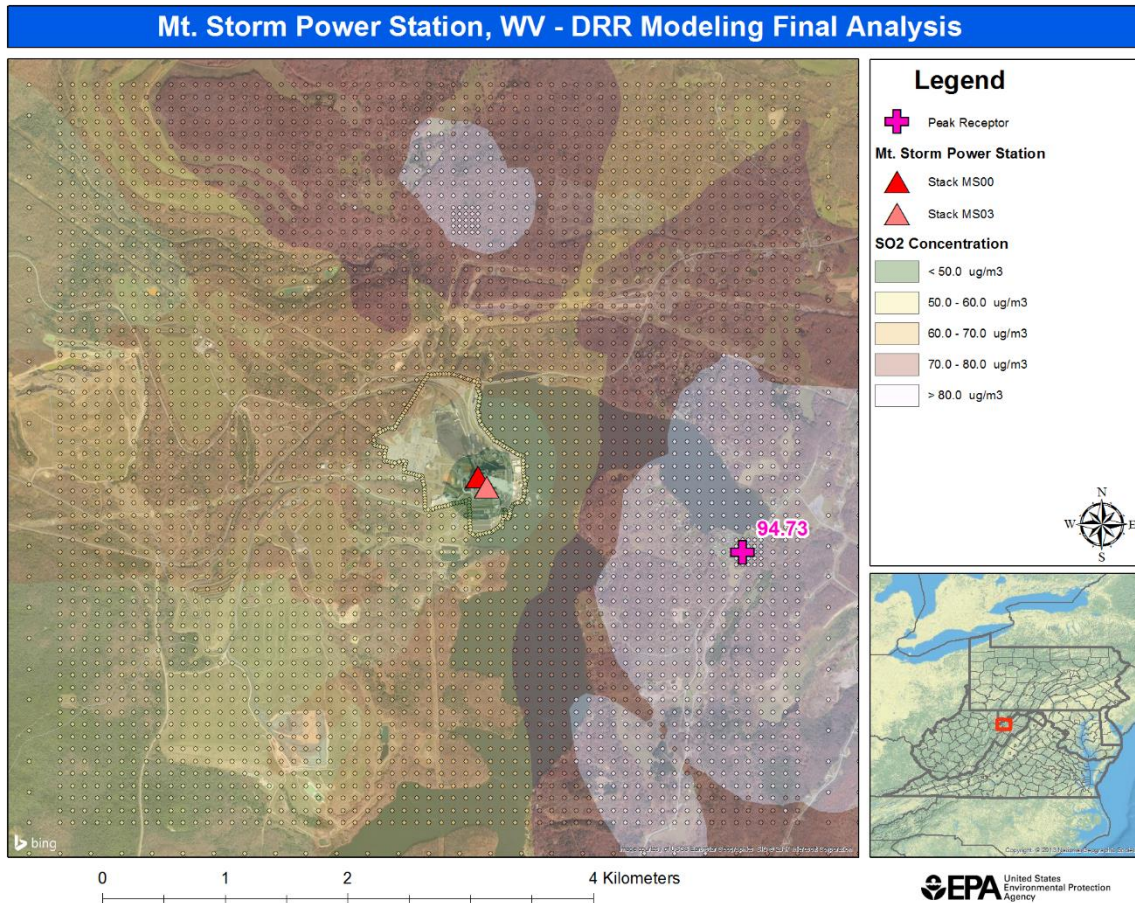 Mt. Storm Power Station, WV - DRR Modeling Final Analysis
Legend
Peak Receptor
Mt. Storm Power Station
Stack MS00
Stack MS03
SO2 Concentration
< 50.0 ug/m3
50.0 - 60.0 ug/m3
60.0 - 70.0 ug/m3
70.0 - 80.0 ug/m3
> 80.0 ug/m3
94.73
N
W E
S
bing
0 1 2 4 Kilometers
EPA
United States
Environmental Protection
Agency